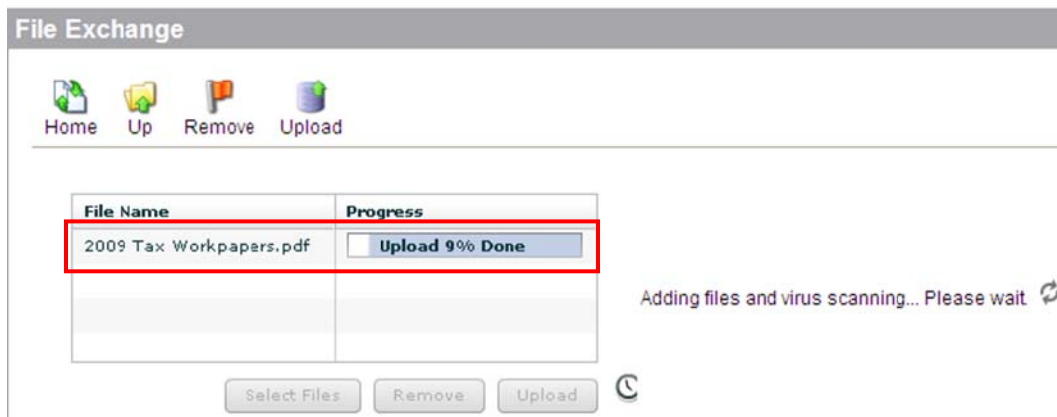 File Exchange
Home Up Remove Upload
File Name Progress
2009 Tax Workpapers.pdf Upload 9% Done
Adding files and virus scanning... Please wait
Select Files Remove Upload